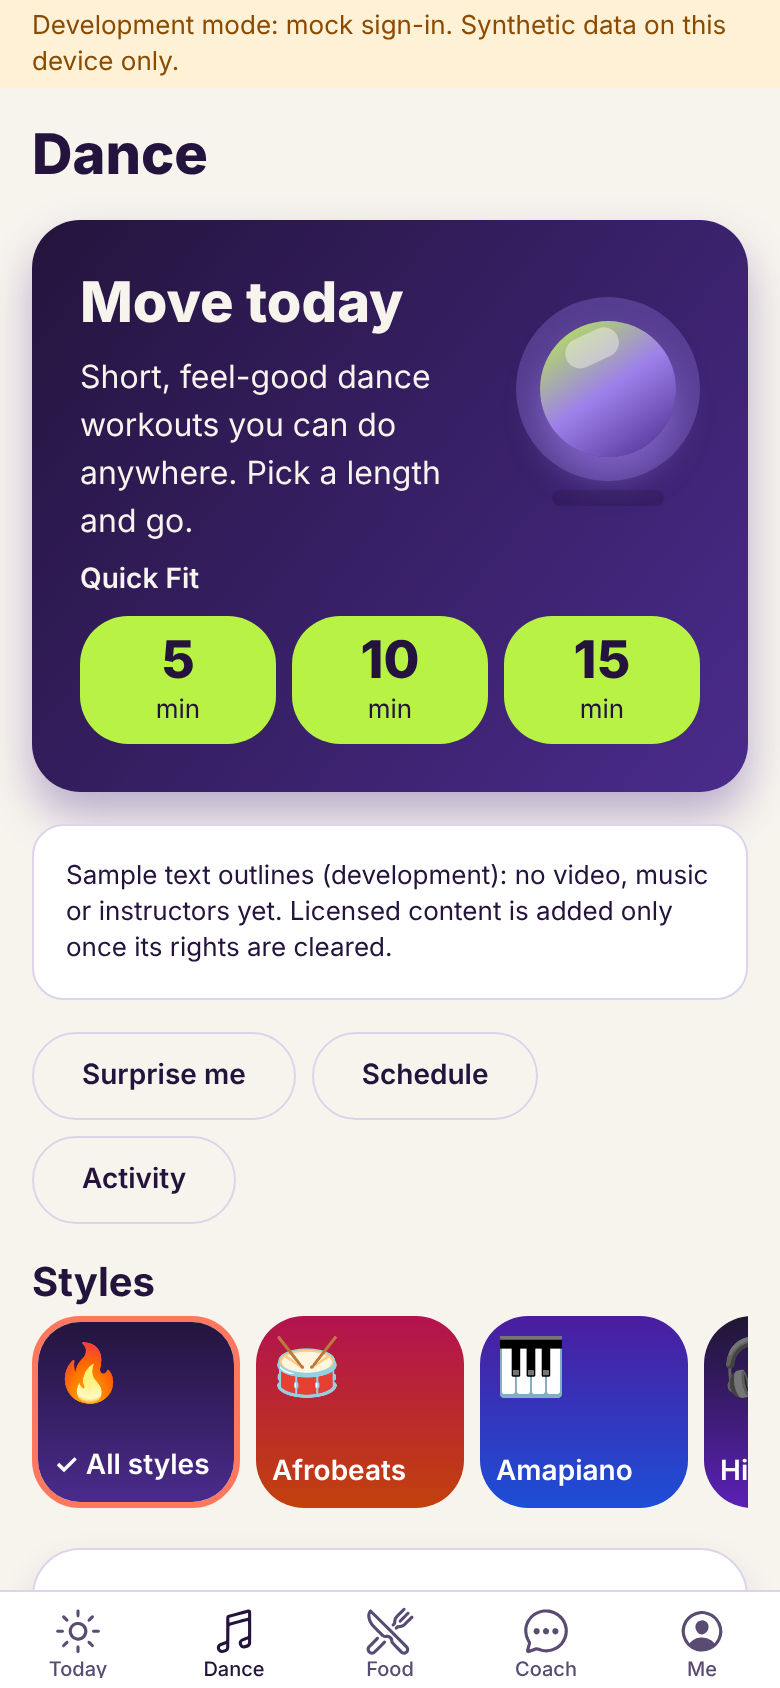 Development mode: mock sign-in. Synthetic data on this
device only.
Dance
Move today
Short, feel-good dance
workouts you can do
anywhere. Pick a length
and go.
Quick Fit
5
min
10
min
15
min
Sample text outlines (development): no video, music
or instructors yet. Licensed content is added only
once its rights are cleared.
Surprise me
Schedule
Activity
Styles
✓ All styles
Afrobeats
Amapiano
Hi
Today
Dance
Food
Coach
Me